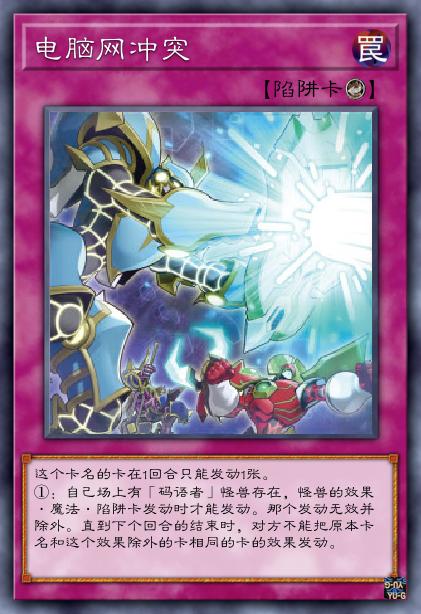 电脑网冲突
罠
【陷阱卡】
这个卡名的卡在1回合只能发动1张。
①：自己场上有「码语者」怪兽存在，怪兽的效果
·魔法·陷阱卡发动时才能发动。那个发动无效并
除外。直到下个回合的结束时，对方不能把原本卡
名和这个效果除外的卡相同的卡的效果发动。
YU-G